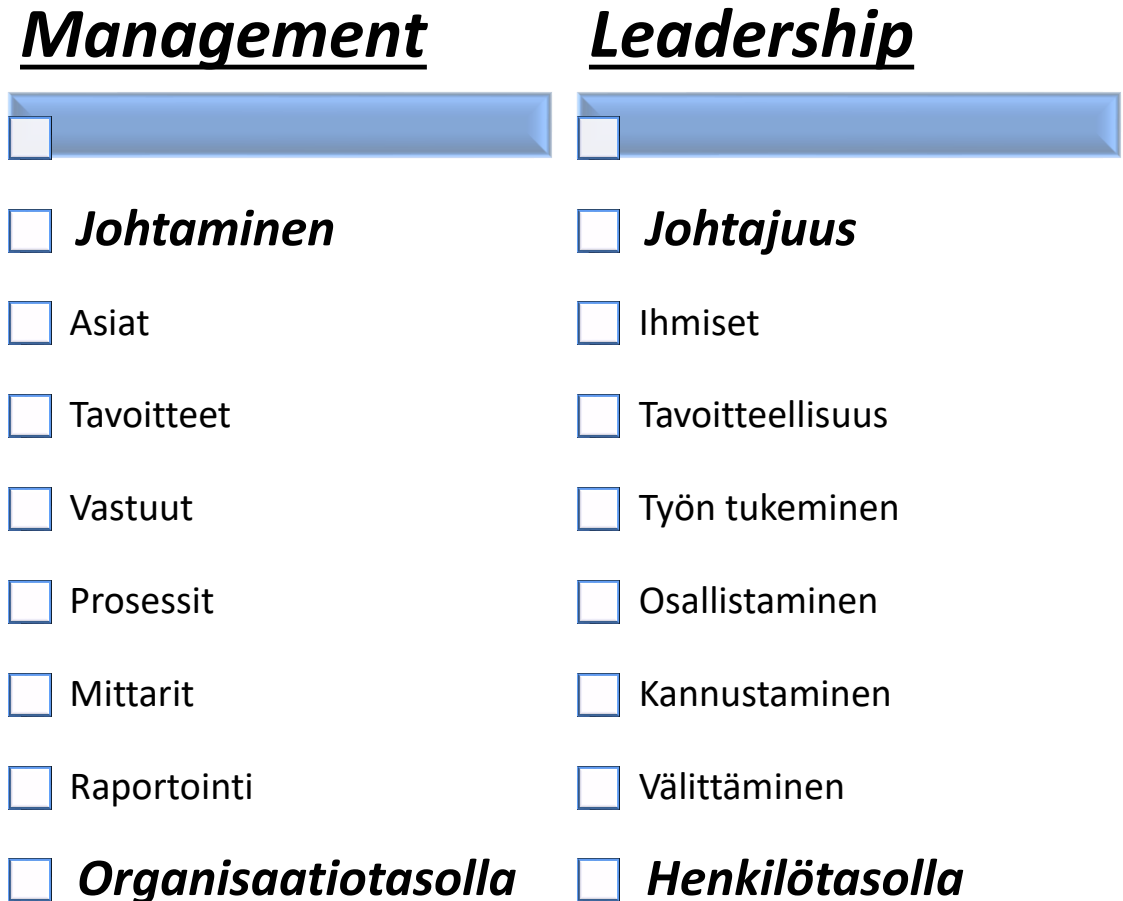 Management
Johtaminen
Asiat
Tavoitteet
Vastuut
Prosessit
Mittarit
Raportointi
Organisaatiotasolla
Leadership
Johtajuus
Ihmiset
Tavoitteellisuus
Työn tukeminen
Osallistaminen
Kannustaminen
Välittäminen
Henkilötasolla